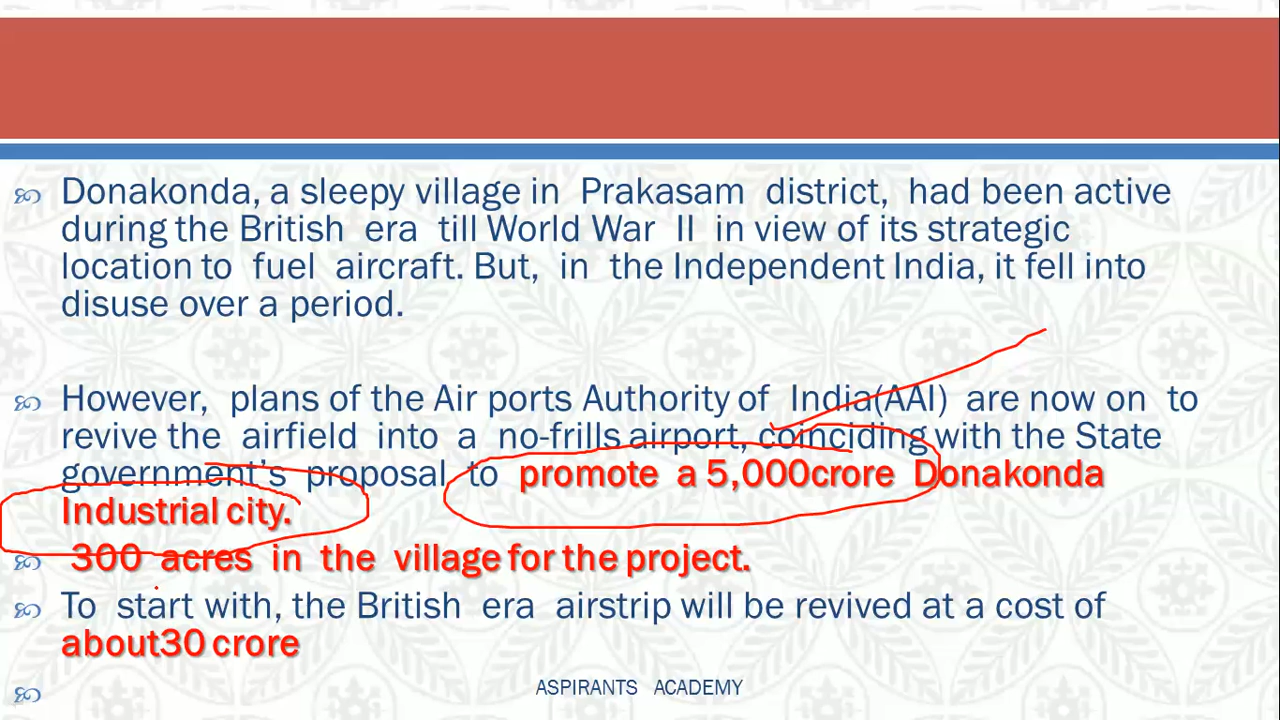 Donakonda, a sleepy village in Prakasam district, had been active
during the British era till World War II in view of its strategic
location to fuel aircraft. But, in the Independent India, it fell into
disuse over a period.
However, plans of the Air ports Authority of India(AAI) are now on to
revive the airfield into a no-frills airport, coinciding with the State
government's proposal to promote a 5,000crore Donakonda
Industrial city.
300 acres in the village for the project.
To start with, the British era airstrip will be revived at a cost of
about30 crore
ASPIRANTS ACADEMY